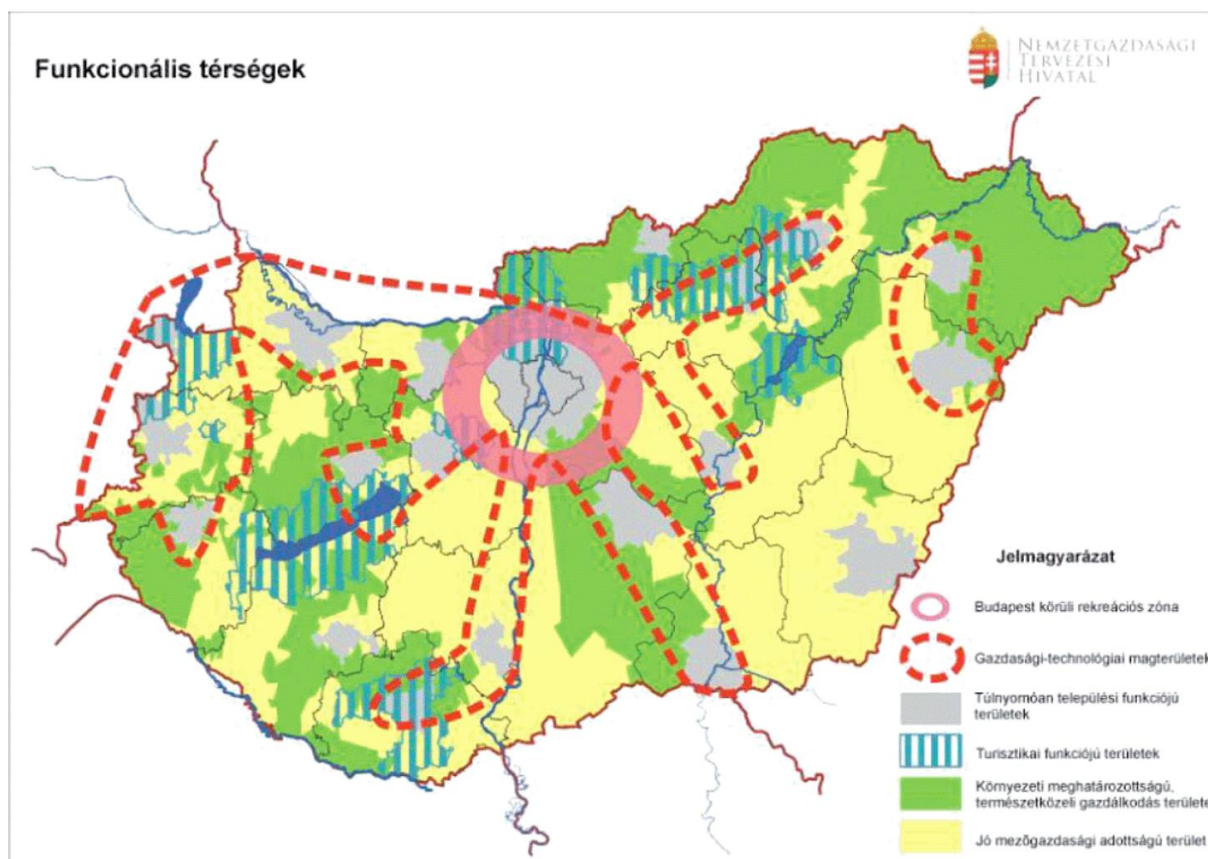 Funkcionális térségek
NEMZETGAZDASÁGI
TERVEZÉSI
HIVATAL
Jelmagyarázat
Budapest körüli rekreációs zóna
Gazdasági-technológiai magterületek
Túlnyomóan települési funkciójú
területek
Turisztikai funkciójú területek
Környezeti meghatározottságú,
természetközeli gazdálkodás területe
Jó mezőgazdasági adottságú terület